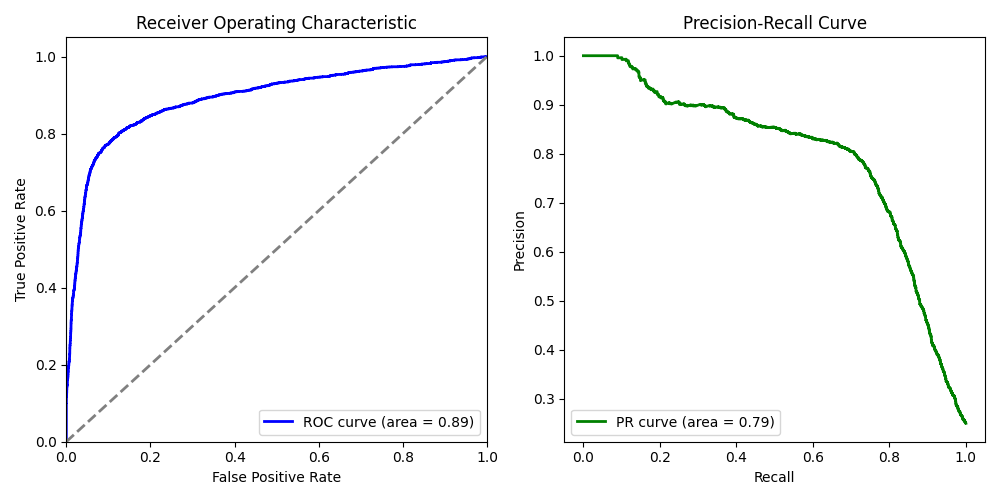 Receiver Operating Characteristic
1.0
0.8
0.6
0.4
0.2
0.0
True Positive Rate
0.0 0.2 0.4 0.6 0.8 1.0
False Positive Rate
ROC curve (area = 0.89)
Precision-Recall Curve
1.0
0.9
0.8
0.7
0.6
0.5
0.4
0.3
Precision
0.0 0.2 0.4 0.6 0.8 1.0
Recall
PR curve (area = 0.79)